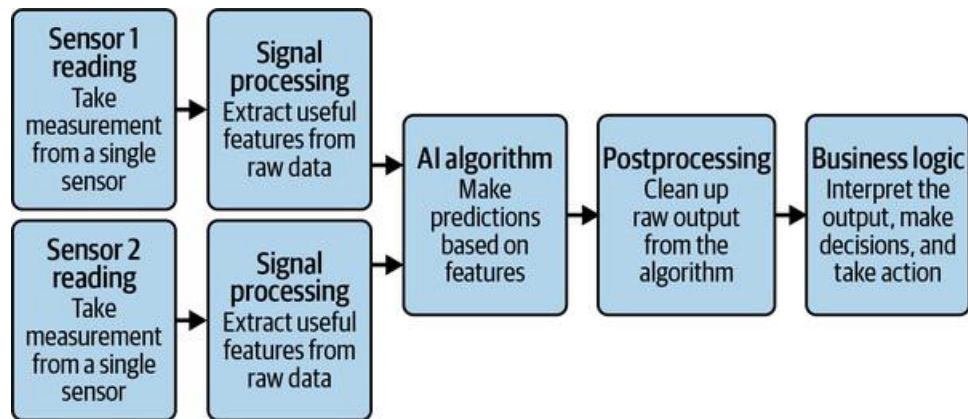 Sensor 1
reading
Take
measurement
from a single
sensor
Signal
processing
Extract useful
features from
raw data
Sensor 2
reading
Take
measurement
from a single
sensor
Signal
processing
Extract useful
features from
raw data
AI algorithm
Make
predictions
based on
features
Postprocessing
Clean up
raw output
from the
algorithm
Business logic
Interpret the
output, make
decisions, and
take action